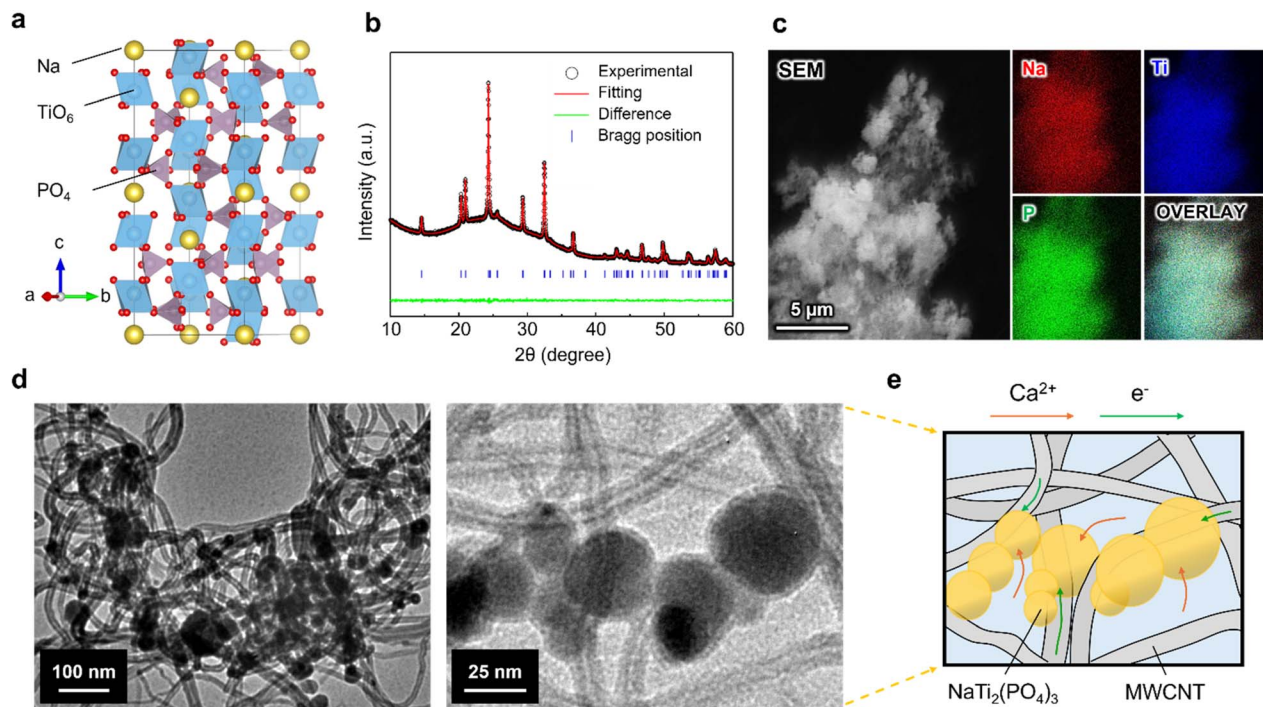 a
Na
TiO6
PO4
c
a
b
b
Intensity (a.u.)
Experimental
Fitting
Difference
Bragg position
10
20
30
40
50
60
2θ (degree)
c
SEM
5 μm
Na
Ti
P
OVERLAY
d
100 nm
25 nm
e
Ca2+
e-
NaTi2(PO4)3
MWCNT